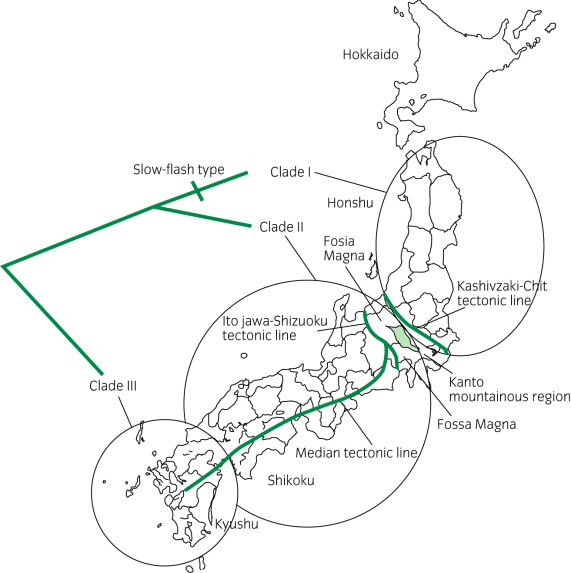 Hokkaido
Slow-flash type
Clade I
Honshu
Clade II
Fosia
Magna
Kashivzaki-Chit
tectonic line
Ito jawa-Shizuoku
tectonic line
Clade III
Kanto
mountainous region
Fossa Magna
Median tectonic line
Shikoku
Kyushu